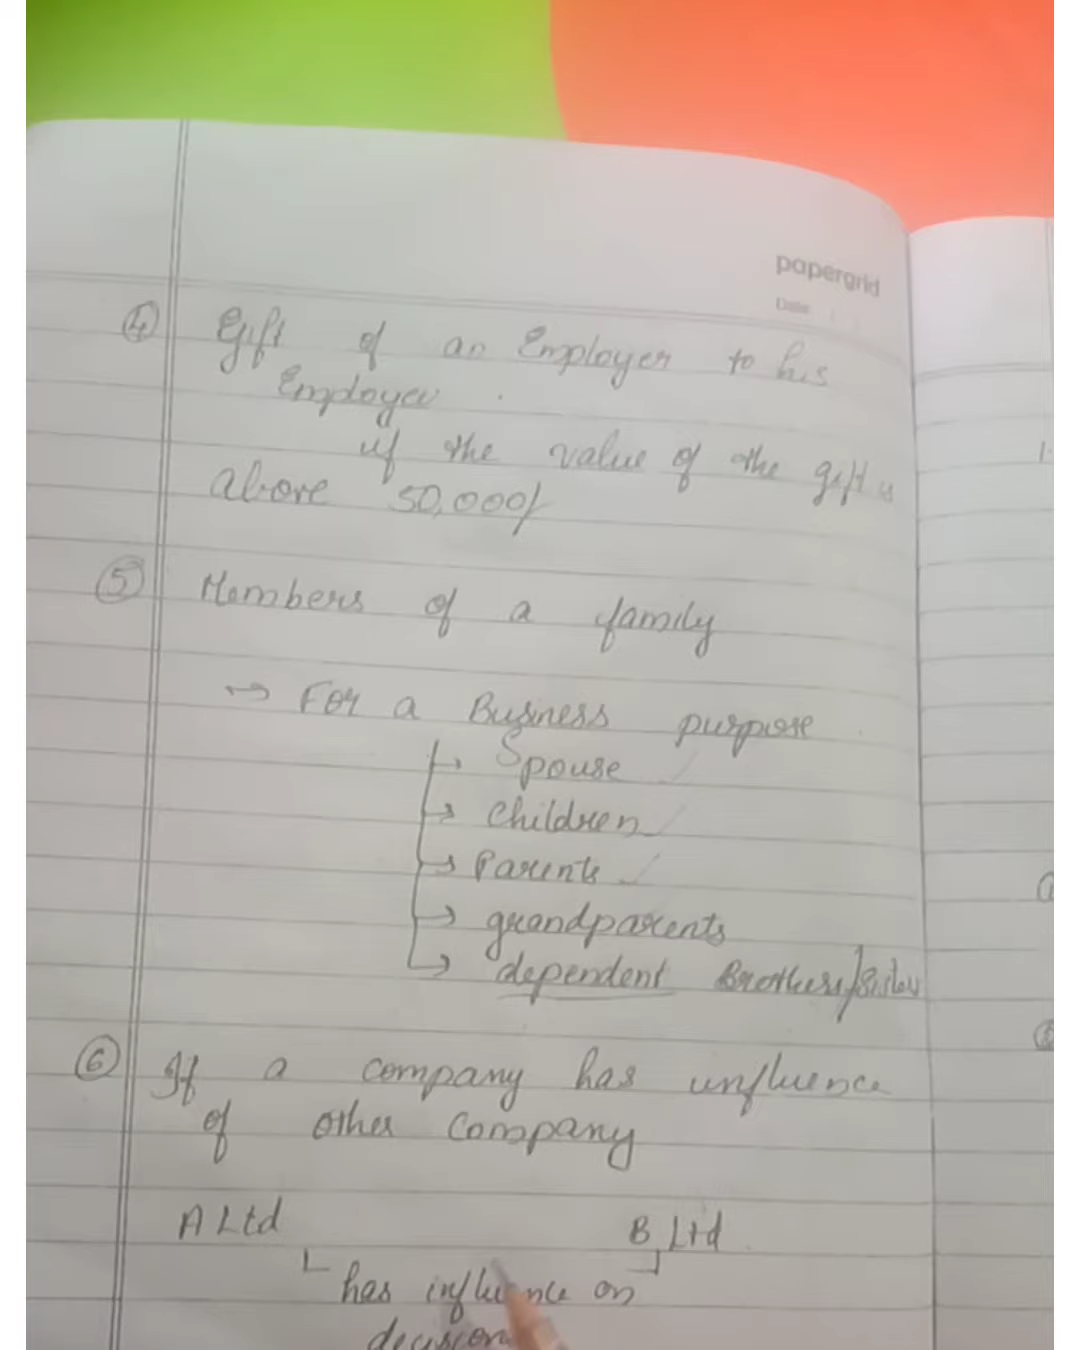 papergrid
Date
④ Gift of an Employer to his
Employee.
if the value of the gift is
above 50,000/
⑤ Members of a family
→ For a Business purpose
→ Spouse
→ Children
→ Parents
→ grandparents
→ dependent Brothers/Sister
⑥ If a company has influence
of other Company
A Ltd B Ltd
has influence on
decision